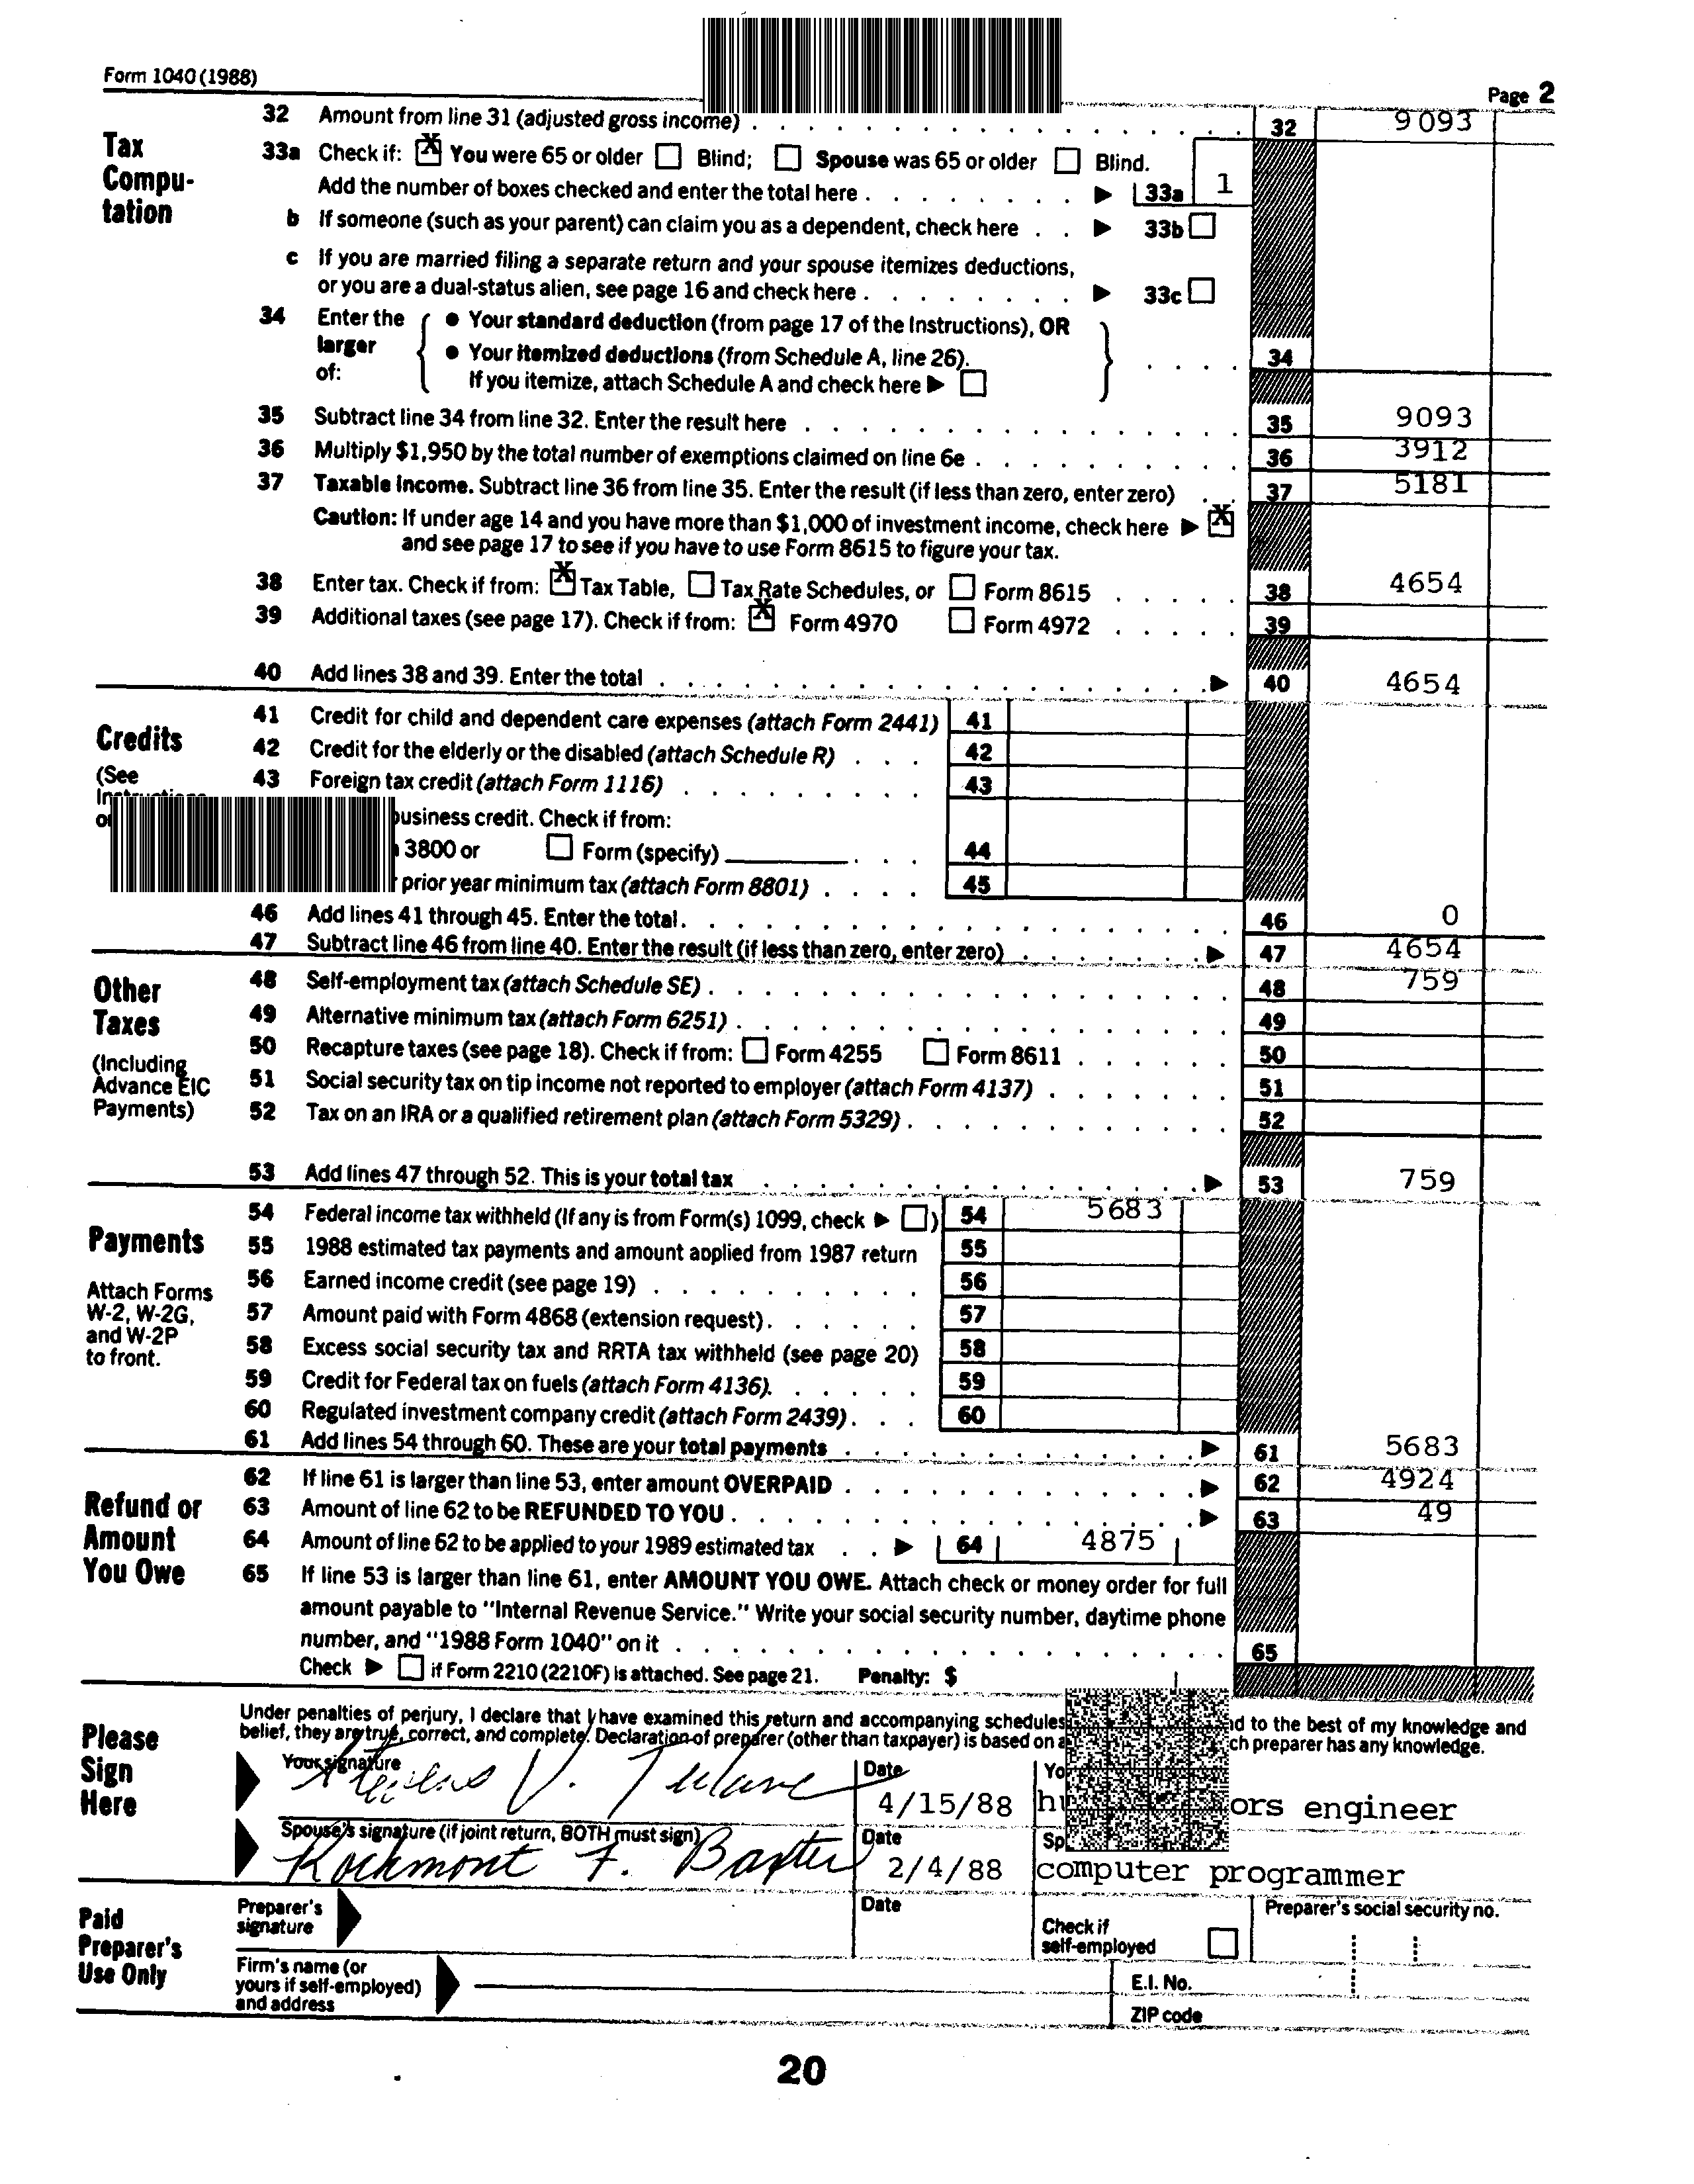 Form 1040 (1988)
Page 2
Tax Compu-tation
32 Amount from line 31 (adjusted gross income) 32 9093
33a Check if: X You were 65 or older Blind; Spouse was 65 or older Blind.
Add the number of boxes checked and enter the total here 33a 1
b If someone (such as your parent) can claim you as a dependent, check here 33b
c If you are married filing a separate return and your spouse itemizes deductions,
or you are a dual-status alien, see page 16 and check here 33c
34 Enter the larger of:
• Your standard deduction (from page 17 of the Instructions), OR
• Your itemized deductions (from Schedule A, line 26).
If you itemize, attach Schedule A and check here
34
35 Subtract line 34 from line 32. Enter the result here 35 9093
36 Multiply $1,950 by the total number of exemptions claimed on line 6e 36 3912
37 Taxable income. Subtract line 36 from line 35. Enter the result (if less than zero, enter zero) 37 5181
Caution: If under age 14 and you have more than $1,000 of investment income, check here X
and see page 17 to see if you have to use Form 8615 to figure your tax.
38 Enter tax. Check if from: X Tax Table, Tax Rate Schedules, or Form 8615 38 4654
39 Additional taxes (see page 17). Check if from: X Form 4970 Form 4972 39
40 Add lines 38 and 39. Enter the total 40 4654
Credits
(See
41 Credit for child and dependent care expenses (attach Form 2441) 41
42 Credit for the elderly or the disabled (attach Schedule R) 42
43 Foreign tax credit (attach Form 1116) 43
business credit. Check if from:
3800 or Form (specify) 44
prior year minimum tax (attach Form 8801) 45
46 Add lines 41 through 45. Enter the total. 46 0
47 Subtract line 46 from line 40. Enter the result (if less than zero, enter zero) 47 4654
Other Taxes
(Including Advance EIC Payments)
48 Self-employment tax (attach Schedule SE) 48 759
49 Alternative minimum tax (attach Form 6251) 49
50 Recapture taxes (see page 18). Check if from: Form 4255 Form 8611 50
51 Social security tax on tip income not reported to employer (attach Form 4137) 51
52 Tax on an IRA or a qualified retirement plan (attach Form 5329) 52
53 Add lines 47 through 52. This is your total tax 53 759
Payments
Attach Forms W-2, W-2G, and W-2P to front.
54 Federal income tax withheld (If any is from Form(s) 1099, check ) 54 5683
55 1988 estimated tax payments and amount applied from 1987 return 55
56 Earned income credit (see page 19) 56
57 Amount paid with Form 4868 (extension request) 57
58 Excess social security tax and RRTA tax withheld (see page 20) 58
59 Credit for Federal tax on fuels (attach Form 4136). 59
60 Regulated investment company credit (attach Form 2439) 60
61 Add lines 54 through 60. These are your total payments 61 5683
Refund or Amount You Owe
62 If line 61 is larger than line 53, enter amount OVERPAID 62 4924
63 Amount of line 62 to be REFUNDED TO YOU 63 49
64 Amount of line 62 to be applied to your 1989 estimated tax 64 4875
65 If line 53 is larger than line 61, enter AMOUNT YOU OWE. Attach check or money order for full
amount payable to "Internal Revenue Service." Write your social security number, daytime phone
number, and "1988 Form 1040" on it 65
Check if Form 2210 (2210F) is attached. See page 21. Penalty: $
Please Sign Here
Under penalties of perjury, I declare that I have examined this return and accompanying schedules to the best of my knowledge and
belief, they are true, correct, and complete. Declaration of preparer (other than taxpayer) is based on preparer has any knowledge.
Your signature V. Date 4/15/88 engineer
Spouse's signature (if joint return, BOTH must sign) Rockmont F. Baxter Date 2/4/88 computer programmer
Paid Preparer's Use Only
Preparer's signature Date Check if self-employed Preparer's social security no.
Firm's name (or yours if self-employed) and address E.I. No.
ZIP code
20